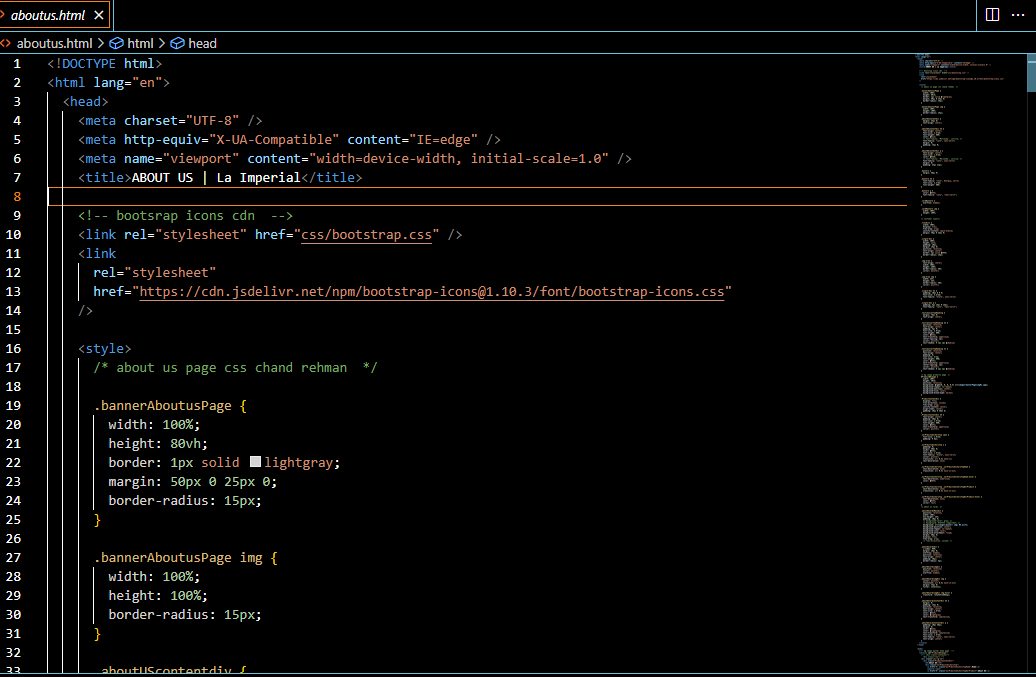 aboutus.html
aboutus.html > html > head
1 <!DOCTYPE html>
2 <html lang="en">
3 <head>
4 <meta charset="UTF-8" />
5 <meta http-equiv="X-UA-Compatible" content="IE=edge" />
6 <meta name="viewport" content="width=device-width, initial-scale=1.0" />
7 <title>ABOUT US | La Imperial</title>
8
9 <!-- bootsrap icons cdn  -->
10 <link rel="stylesheet" href="css/bootstrap.css" />
11 <link
12 rel="stylesheet"
13 href="https://cdn.jsdelivr.net/npm/bootstrap-icons@1.10.3/font/bootstrap-icons.css"
14 />
15
16 <style>
17 /* about us page css chand rehman  */
18
19 .bannerAboutusPage {
20 width: 100%;
21 height: 80vh;
22 border: 1px solid lightgray;
23 margin: 50px 0 25px 0;
24 border-radius: 15px;
25 }
26
27 .bannerAboutusPage img {
28 width: 100%;
29 height: 100%;
30 border-radius: 15px;
31 }
32
33 .aboutUScontentdiv {